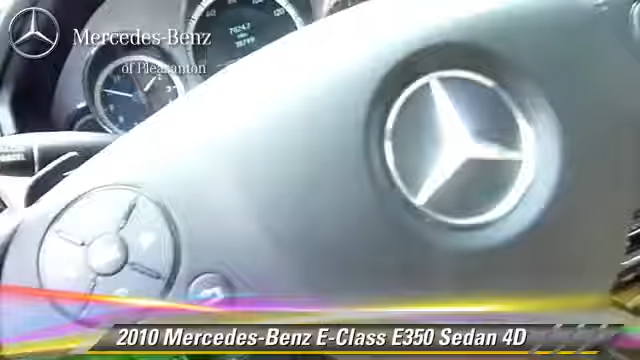 Mercedes-Benz
of Pleasanton
2010 Mercedes-Benz E-Class E350 Sedan 4D